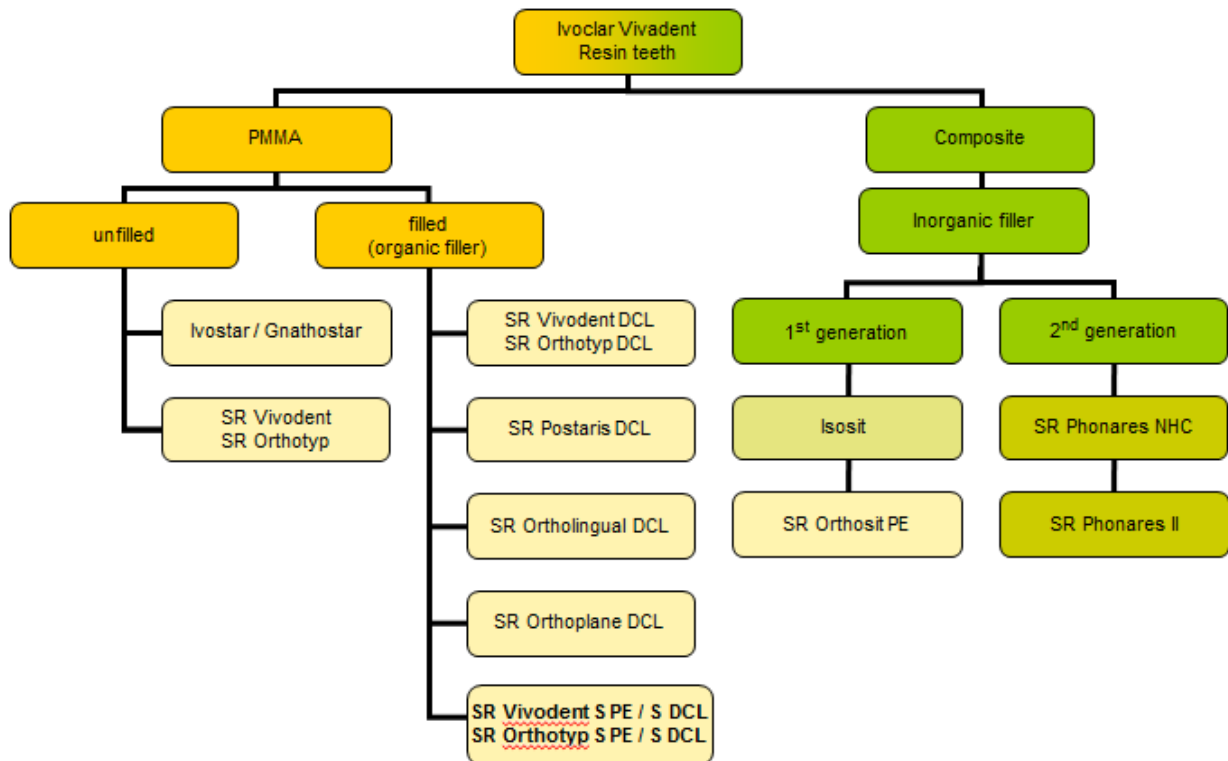 Ivoclar Vivadent
Resin teeth
PMMA
Composite
unfilled
filled
(organic filler)
Inorganic filler
Ivostar / Gnathostar
SR Vivodent DCL
SR Orthotyp DCL
1st generation
2nd generation
SR Vivodent
SR Orthotyp
SR Postaris DCL
Isosit
SR Phonares NHC
SR Ortholingual DCL
SR Orthosit PE
SR Phonares II
SR Orthoplane DCL
SR Vivodent S PE / S DCL
SR Orthotyp S PE / S DCL